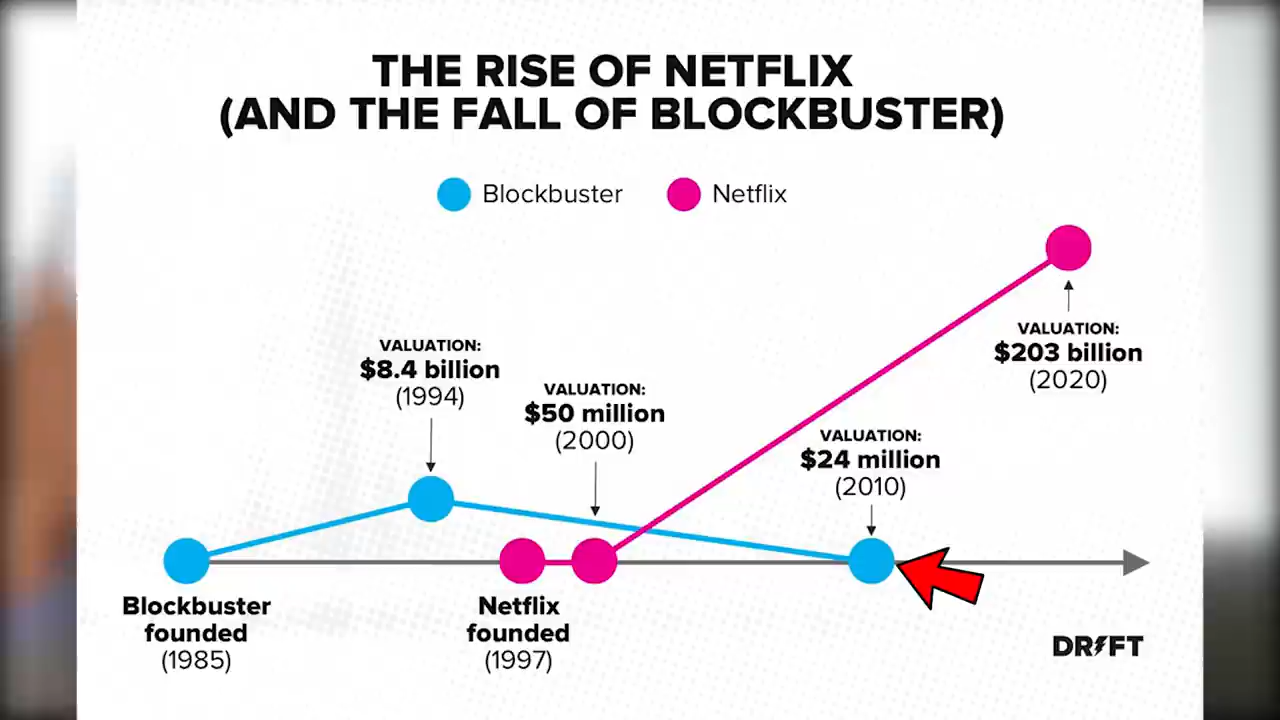 THE RISE OF NETFLIX
(AND THE FALL OF BLOCKBUSTER)
Blockbuster
Netflix
VALUATION:
$8.4 billion
(1994)
VALUATION:
$50 million
(2000)
VALUATION:
$24 million
(2010)
VALUATION:
$203 billion
(2020)
Blockbuster
founded
(1985)
Netflix
founded
(1997)
DRIFT